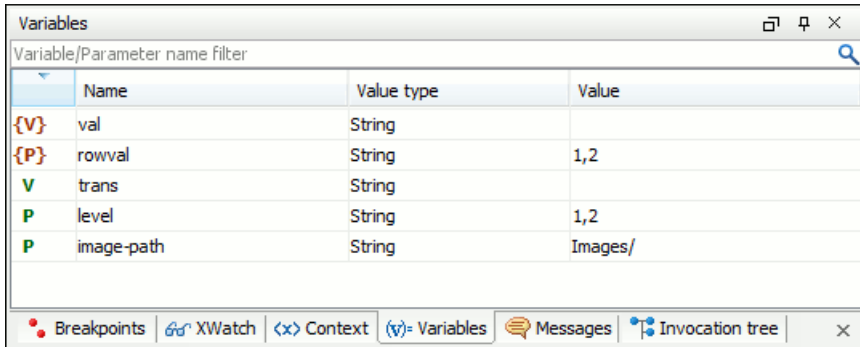 Variables
Variable/Parameter name filter
Name Value type Value
{V} val String
{P} rowval String 1,2
V trans String
P level String 1,2
P image-path String Images/
Breakpoints XWatch <x> Context (v)= Variables Messages Invocation tree